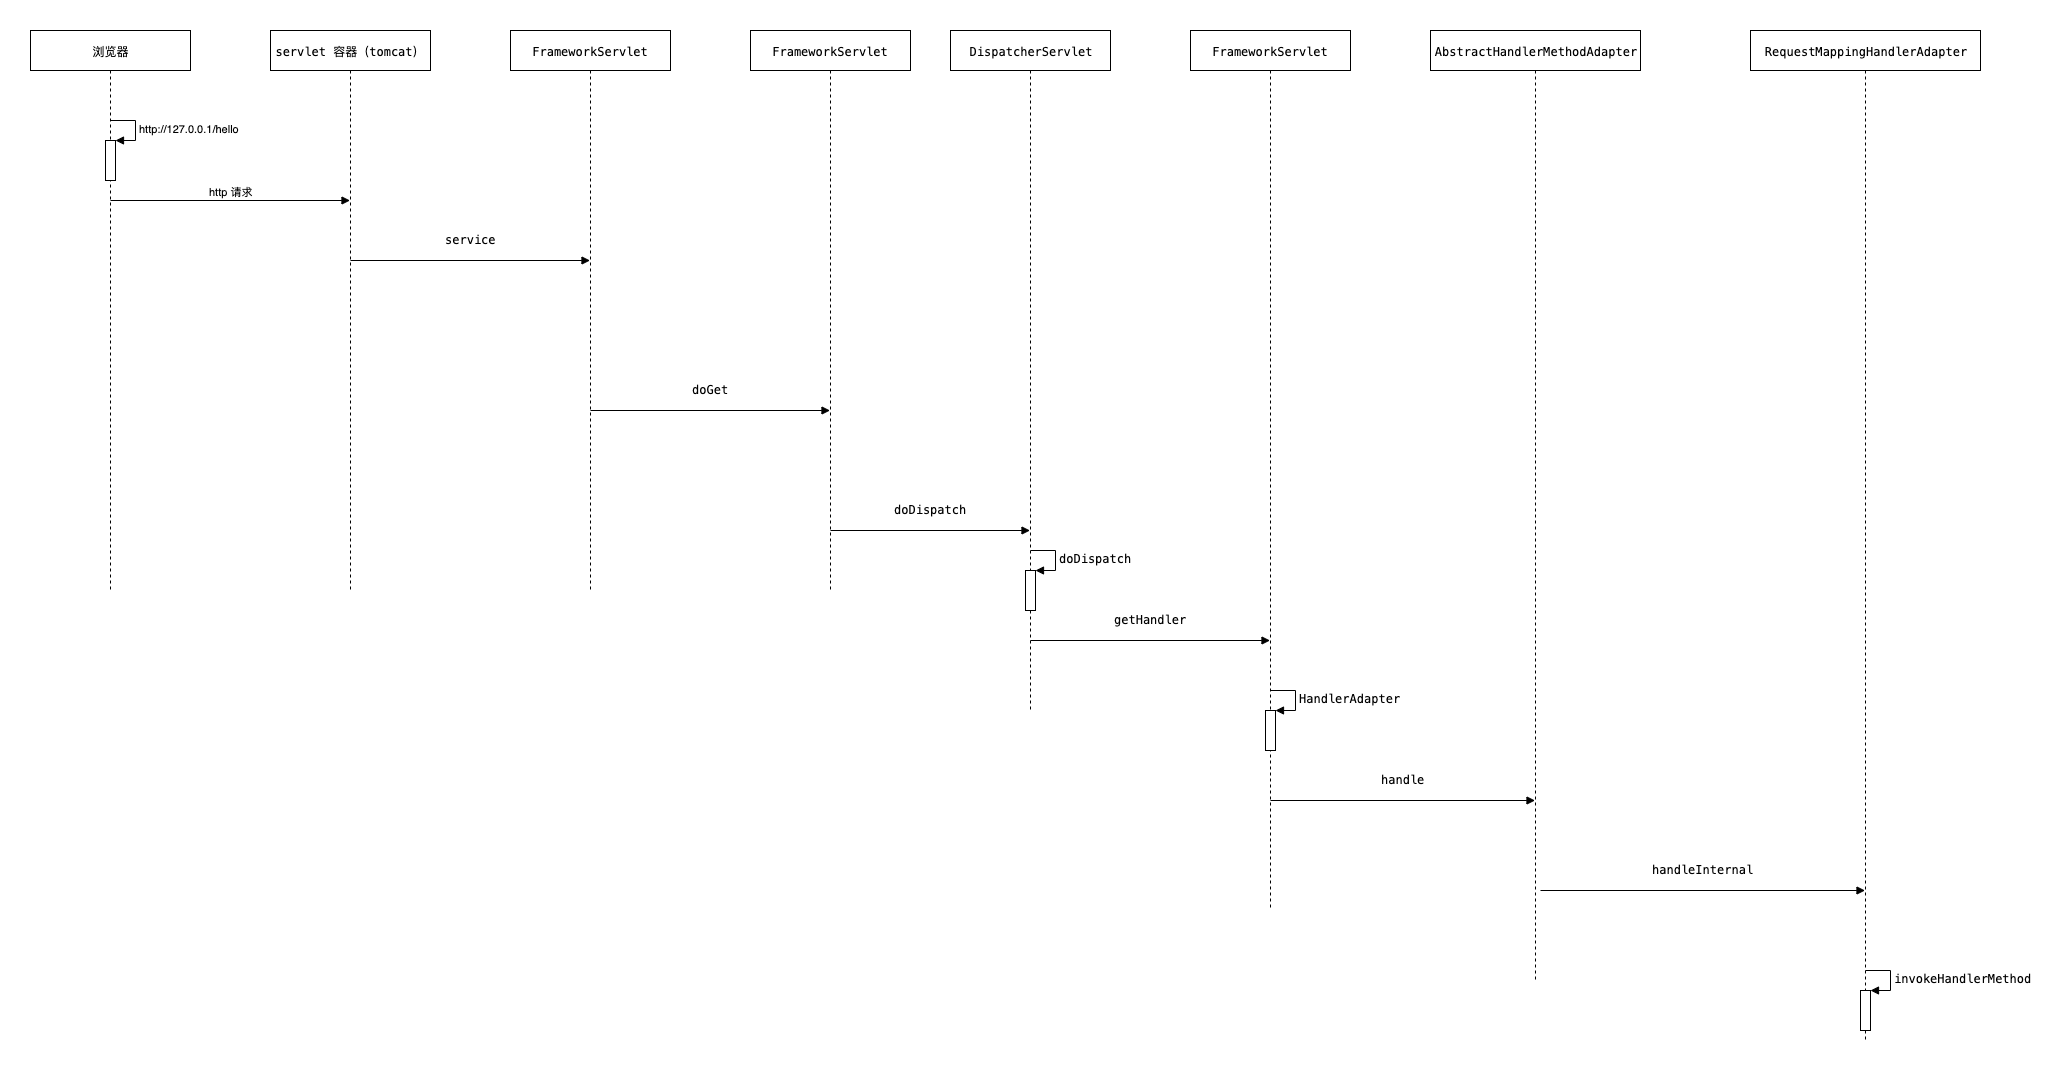 浏览器
servlet 容器（tomcat）
FrameworkServlet
FrameworkServlet
DispatcherServlet
FrameworkServlet
AbstractHandlerMethodAdapter
RequestMappingHandlerAdapter
http://127.0.0.1/hello
http 请求
service
doGet
doDispatch
doDispatch
getHandler
HandlerAdapter
handle
handleInternal
invokeHandlerMethod